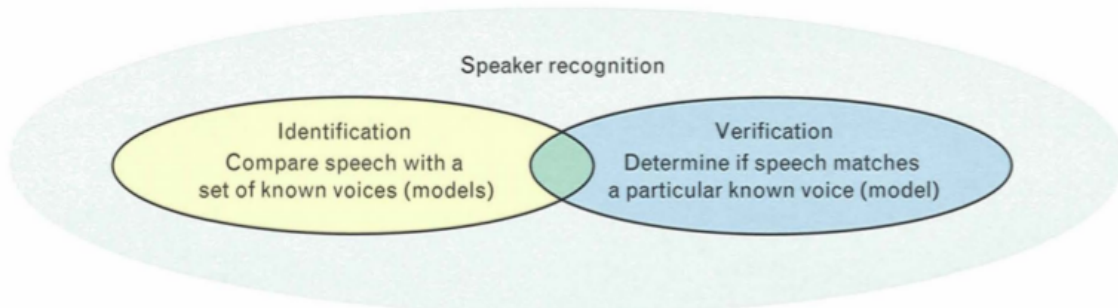 Speaker recognition
Identification
Compare speech with a
set of known voices (models)
Verification
Determine if speech matches
a particular known voice (model)